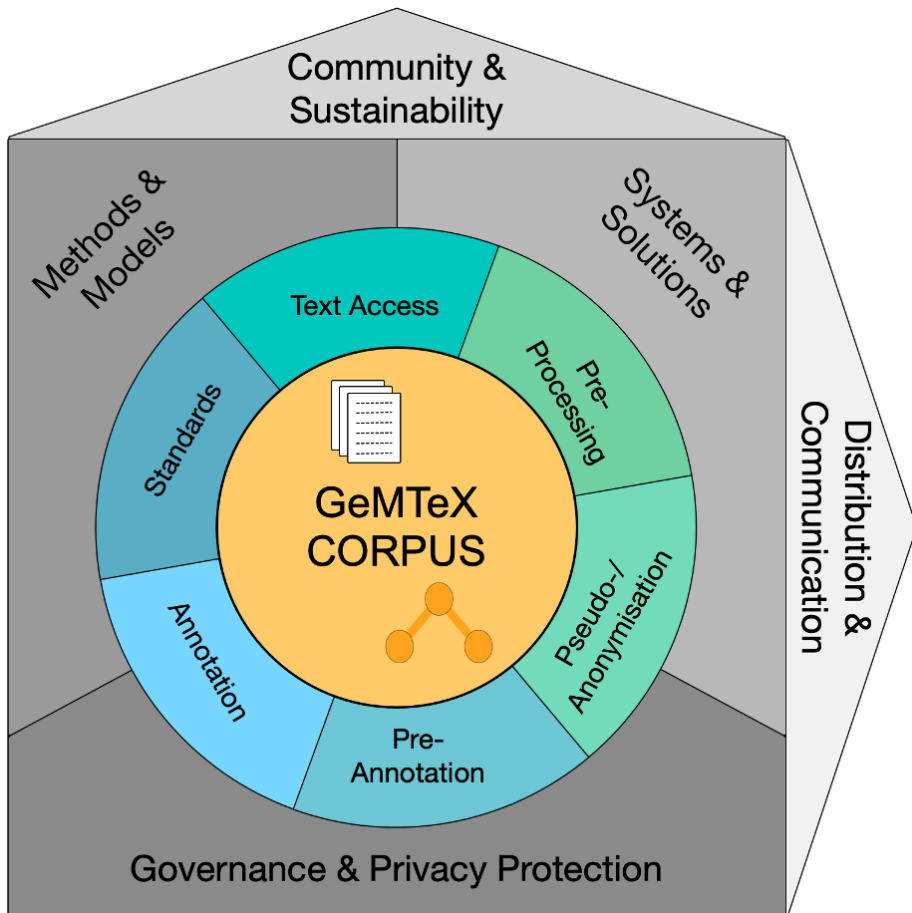 Community &
Sustainability
Methods &
Models
Systems &
Solutions
Text Access
Pre-
Processing
Standards
GeMTeX
CORPUS
Distribution &
Communication
Pseudo-/
Anonymisation
Annotation
Pre-
Annotation
Governance & Privacy Protection